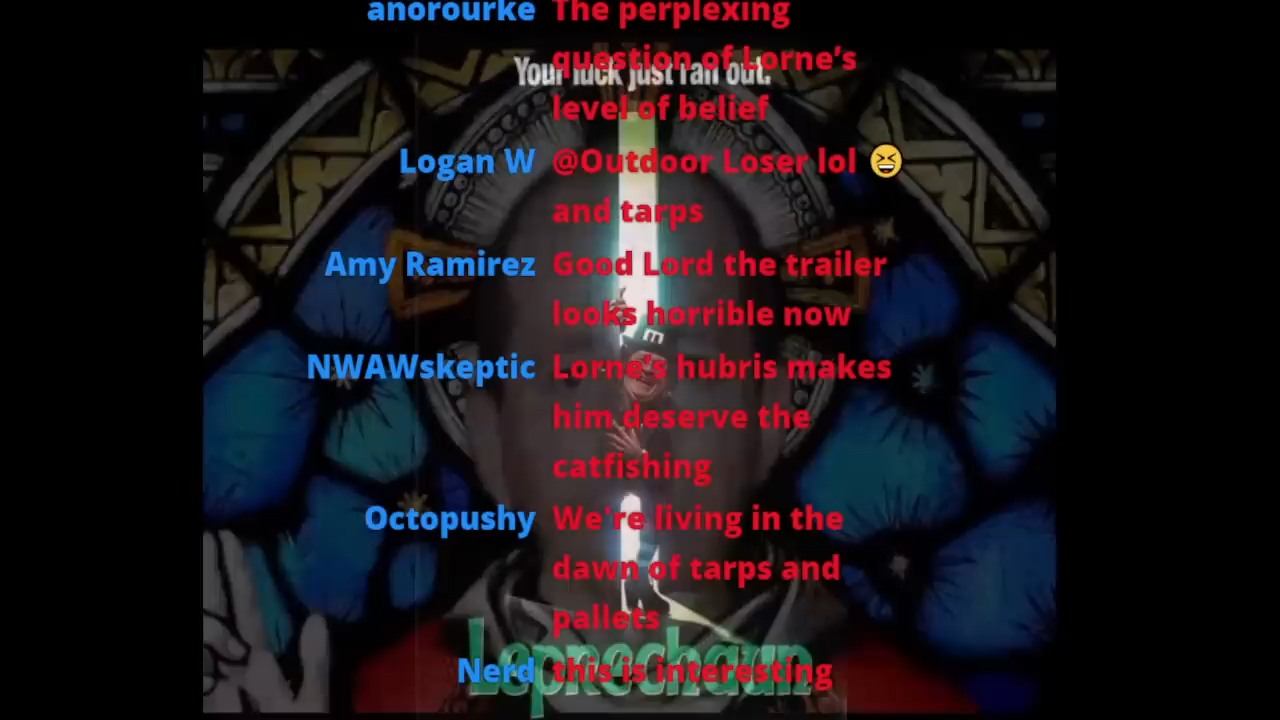 anorourke The perplexing
question of Lorne’s
Your luck just ran out.
level of belief
Logan W @Outdoor Loser lol 😆
and tarps
Amy Ramirez Good Lord the trailer
looks horrible now
NWAWskeptic Lorne’s hubris makes
him deserve the
catfishing
Octopushy We're living in the
dawn of tarps and
pallets
Nerd this is interesting
Leprechaun